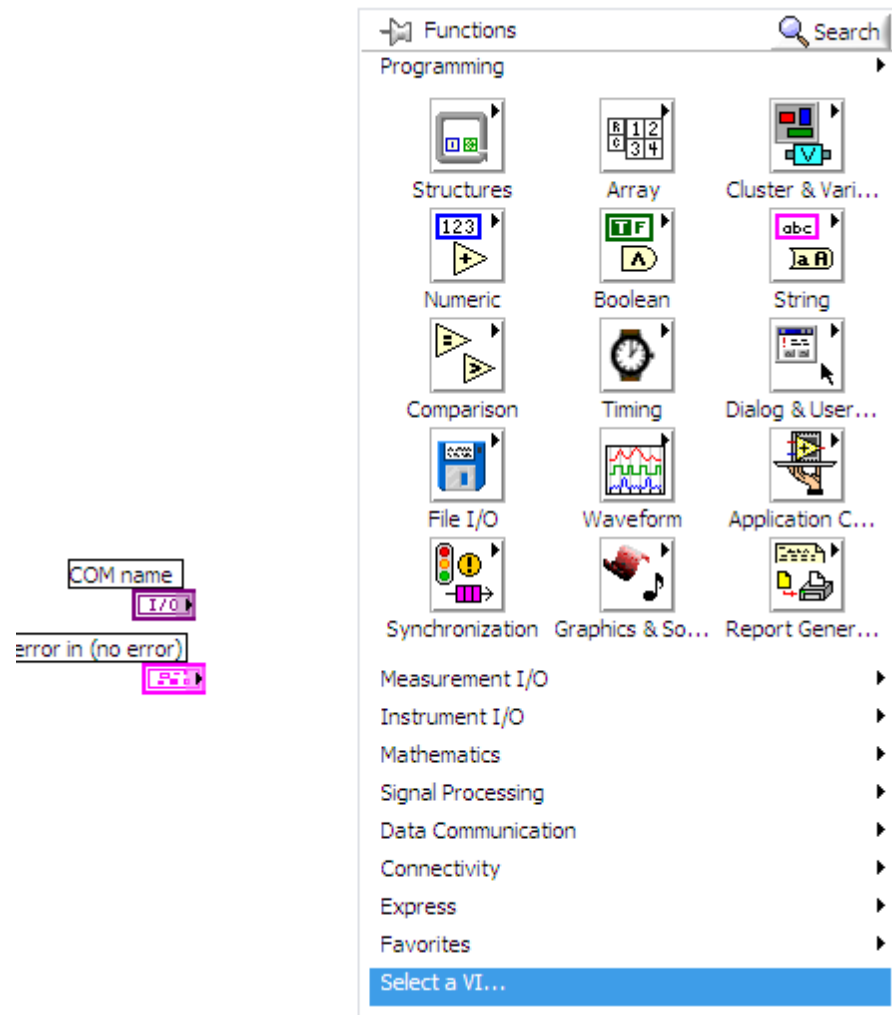 Functions
Search
Programming
Structures
Array
Cluster & Vari...
123
TF
abc
a A
Numeric
Boolean
String
Comparison
Timing
Dialog & User...
File I/O
Waveform
Application C...
COM name
I/O
Synchronization
Graphics & So...
Report Gener...
error in (no error)
Measurement I/O
Instrument I/O
Mathematics
Signal Processing
Data Communication
Connectivity
Express
Favorites
Select a VI...